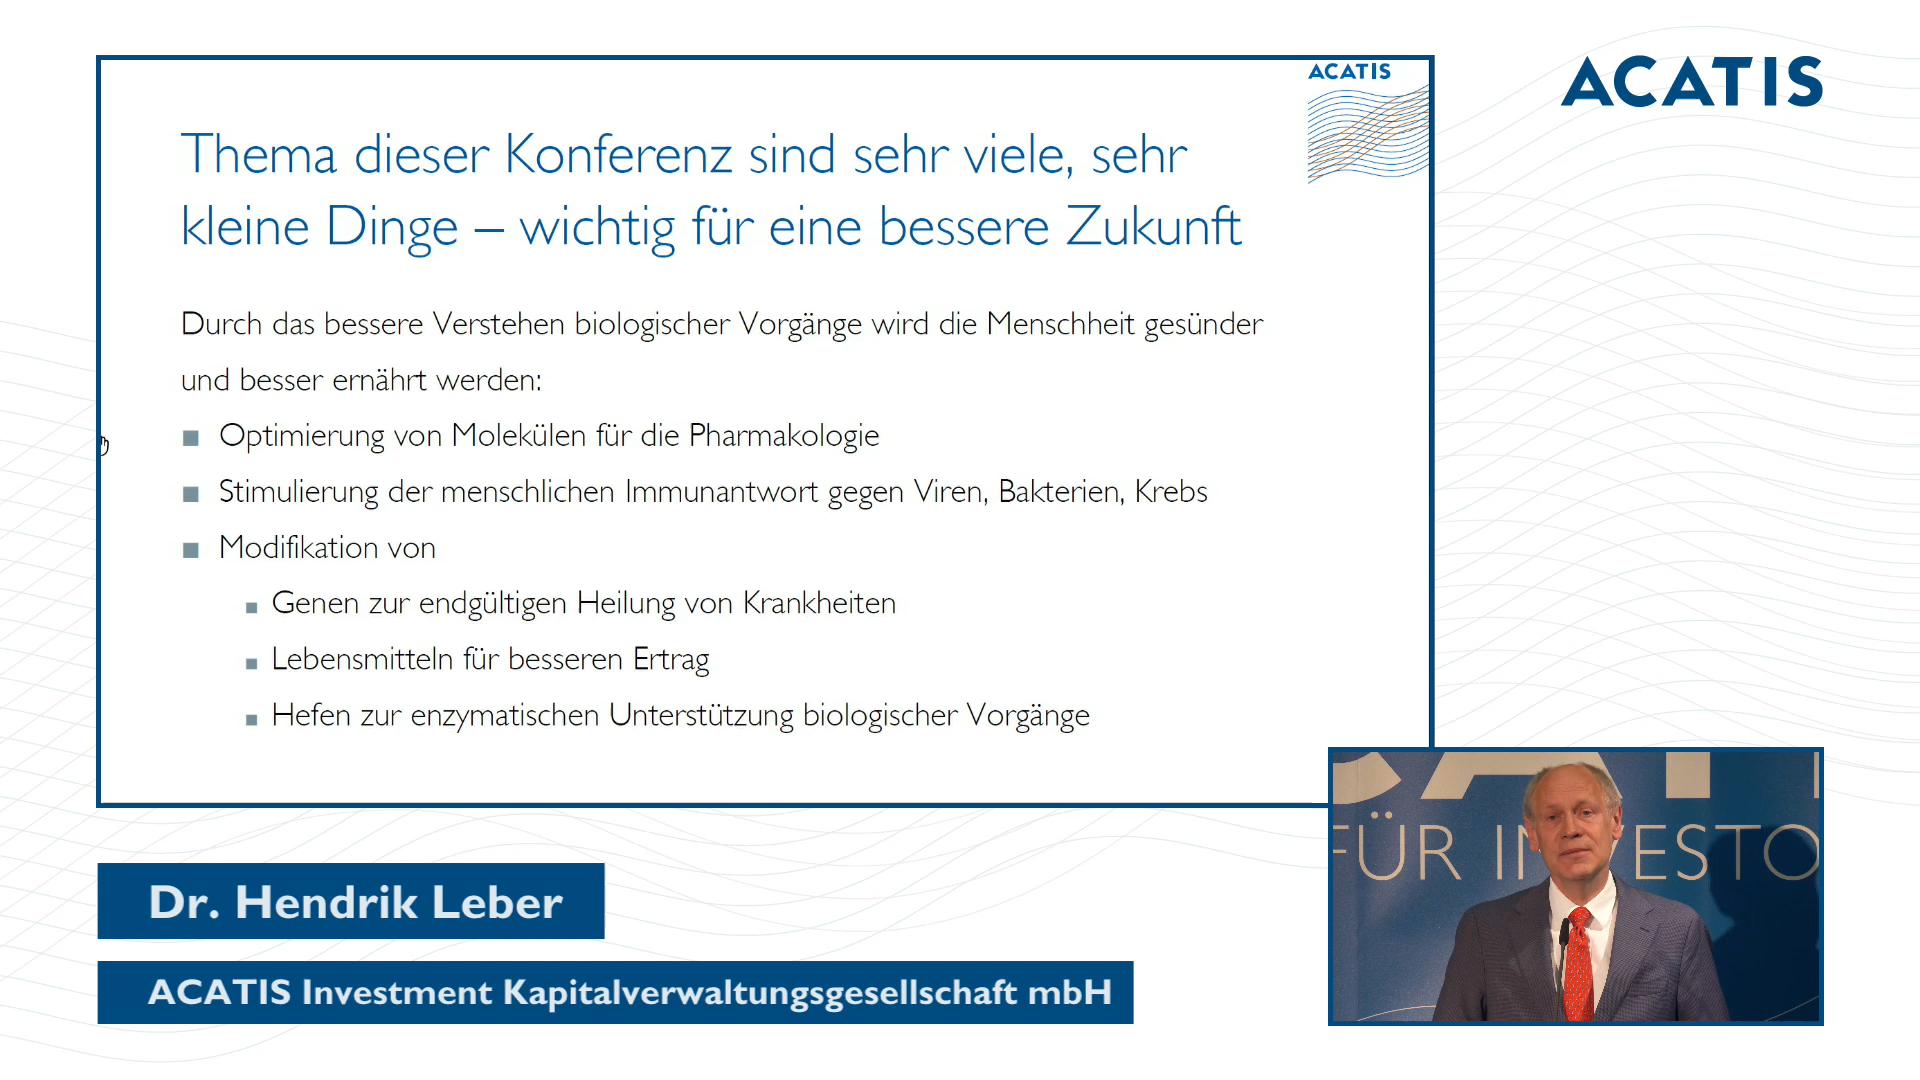 ACATIS
ACATIS
Thema dieser Konferenz sind sehr viele, sehr
kleine Dinge – wichtig für eine bessere Zukunft
Durch das bessere Verstehen biologischer Vorgänge wird die Menschheit gesünder
und besser ernährt werden:
Optimierung von Molekülen für die Pharmakologie
Stimulierung der menschlichen Immunantwort gegen Viren, Bakterien, Krebs
Modifikation von
Genen zur endgültigen Heilung von Krankheiten
Lebensmitteln für besseren Ertrag
Hefen zur enzymatischen Unterstützung biologischer Vorgänge
FÜR IN VESTO
Dr. Hendrik Leber
ACATIS Investment Kapitalverwaltungsgesellschaft mbH